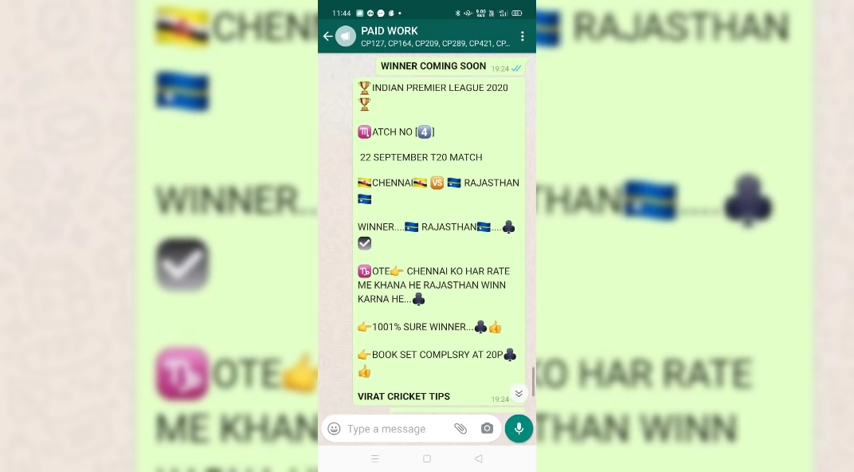 11:44
PAID WORK
CP127, CP164, CP209, CP289, CP421, CP...
WINNER COMING SOON 19:24
🏆INDIAN PREMIER LEAGUE 2020
🏆
♏ATCH NO [4️⃣]
22 SEPTEMBER T20 MATCH
🇧🇳CHENNAI🇧🇳 🆚 🇳🇷 RAJASTHAN
🇳🇷
WINNER....🇳🇷 RAJASTHAN🇳🇷....♣️
☑️
♑OTE👉 CHENNAI KO HAR RATE
ME KHANA HE RAJASTHAN WINN
KARNA HE...♣️
👉1001% SURE WINNER...♣️👍
👉BOOK SET COMPLSRY AT 20P♣️
👍
VIRAT CRICKET TIPS 19:24
Type a message